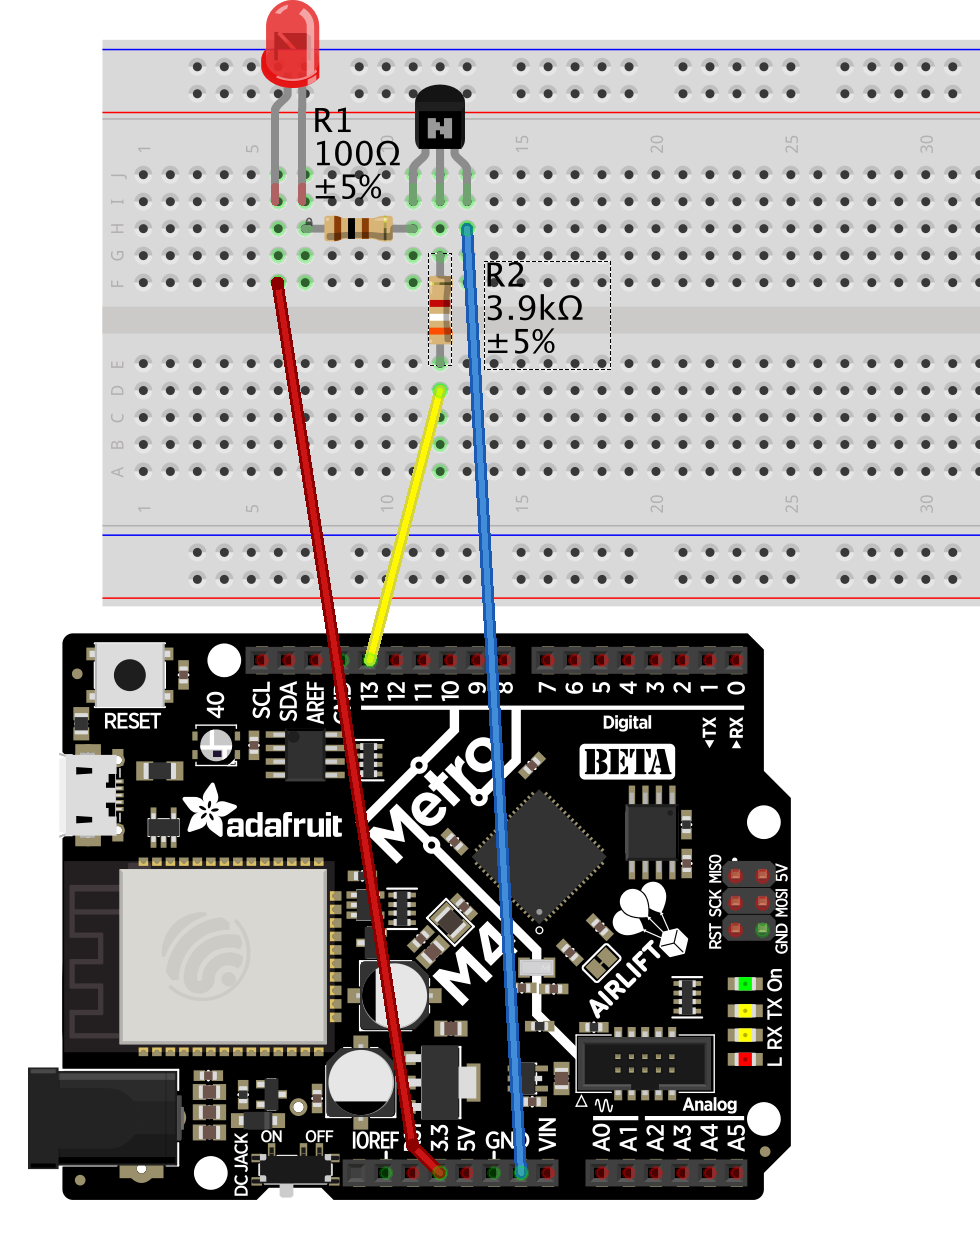 R1
100Ω
±5%
N
1
5
10
15
20
25
30
J
I
H
G
F
R2
3.9kΩ
±5%
E
D
C
B
A
1
5
10
15
20
25
30
SCL
SDA
AREF
13
12
11
10
9
8
7
6
5
4
3
2
1
0
RESET
40
Digital
◂TX
▸RX
BETA
Metro
adafruit
M4
AIRLIFT
RST SCK MISO
GND MOSI 5V
L RX TX On
DC JACK
ON
OFF
IOREF
3.3
5V
GND
VIN
Analog
A0
A1
A2
A3
A4
A5